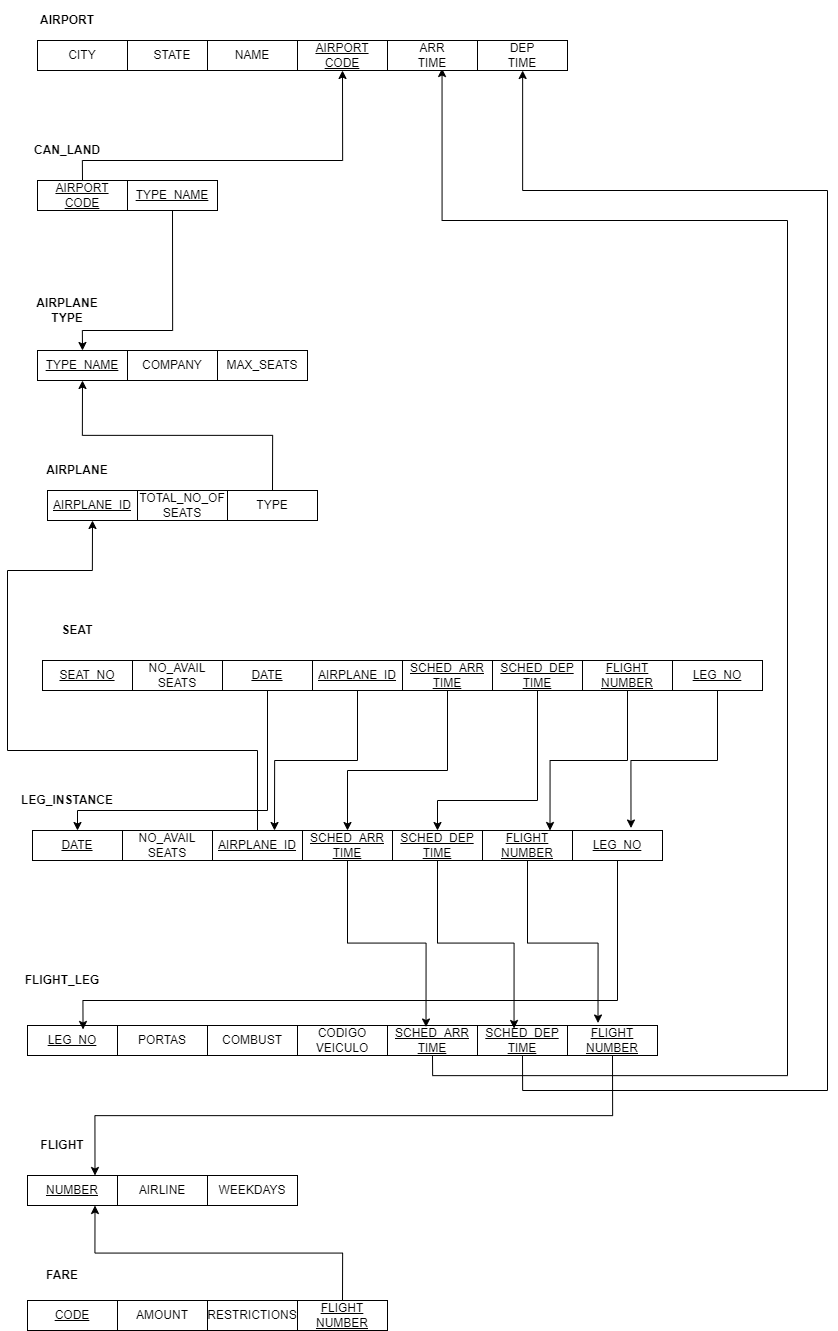 AIRPORT
CITY STATE NAME AIRPORT CODE ARR TIME DEP TIME
CAN_LAND
AIRPORT CODE TYPE_NAME
AIRPLANE
TYPE
TYPE_NAME COMPANY MAX_SEATS
AIRPLANE
AIRPLANE_ID TOTAL_NO_OF SEATS TYPE
SEAT
SEAT_NO NO_AVAIL SEATS DATE AIRPLANE_ID SCHED_ARR TIME SCHED_DEP TIME FLIGHT NUMBER LEG_NO
LEG_INSTANCE
DATE NO_AVAIL SEATS AIRPLANE_ID SCHED_ARR TIME SCHED_DEP TIME FLIGHT NUMBER LEG_NO
FLIGHT_LEG
LEG_NO PORTAS COMBUST CODIGO VEICULO SCHED_ARR TIME SCHED_DEP TIME FLIGHT NUMBER
FLIGHT
NUMBER AIRLINE WEEKDAYS
FARE
CODE AMOUNT RESTRICTIONS FLIGHT NUMBER